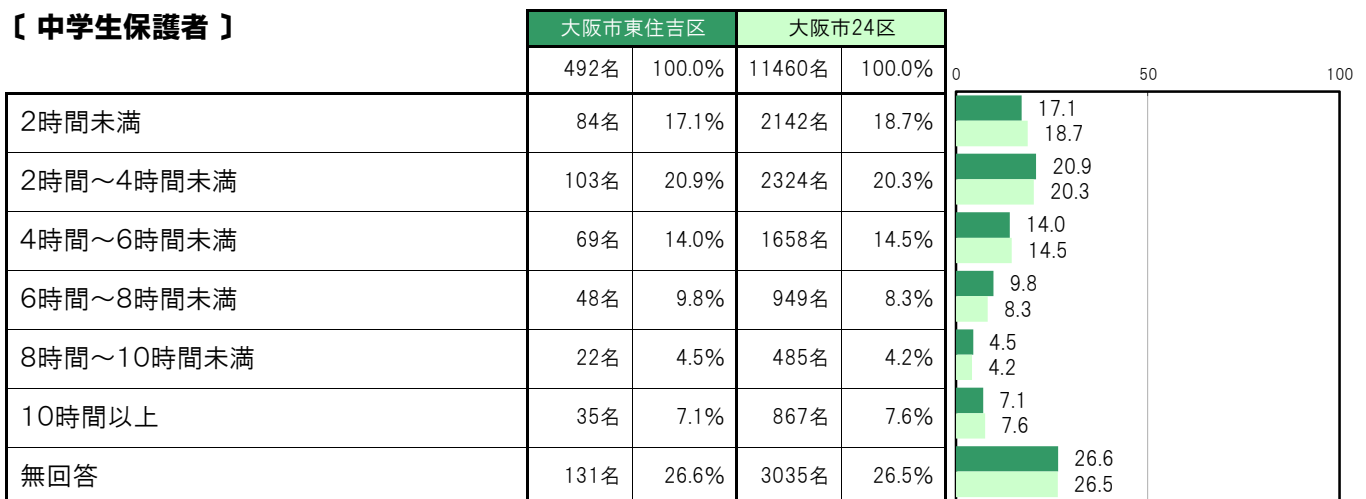 〔 中学生保護者 〕
大阪市東住吉区 大阪市24区
492名 100.0% 11460名 100.0%
0 50 100
2時間未満 84名 17.1% 2142名 18.7%
17.1
18.7
2時間～4時間未満 103名 20.9% 2324名 20.3%
20.9
20.3
4時間～6時間未満 69名 14.0% 1658名 14.5%
14.0
14.5
6時間～8時間未満 48名 9.8% 949名 8.3%
9.8
8.3
8時間～10時間未満 22名 4.5% 485名 4.2%
4.5
4.2
10時間以上 35名 7.1% 867名 7.6%
7.1
7.6
無回答 131名 26.6% 3035名 26.5%
26.6
26.5